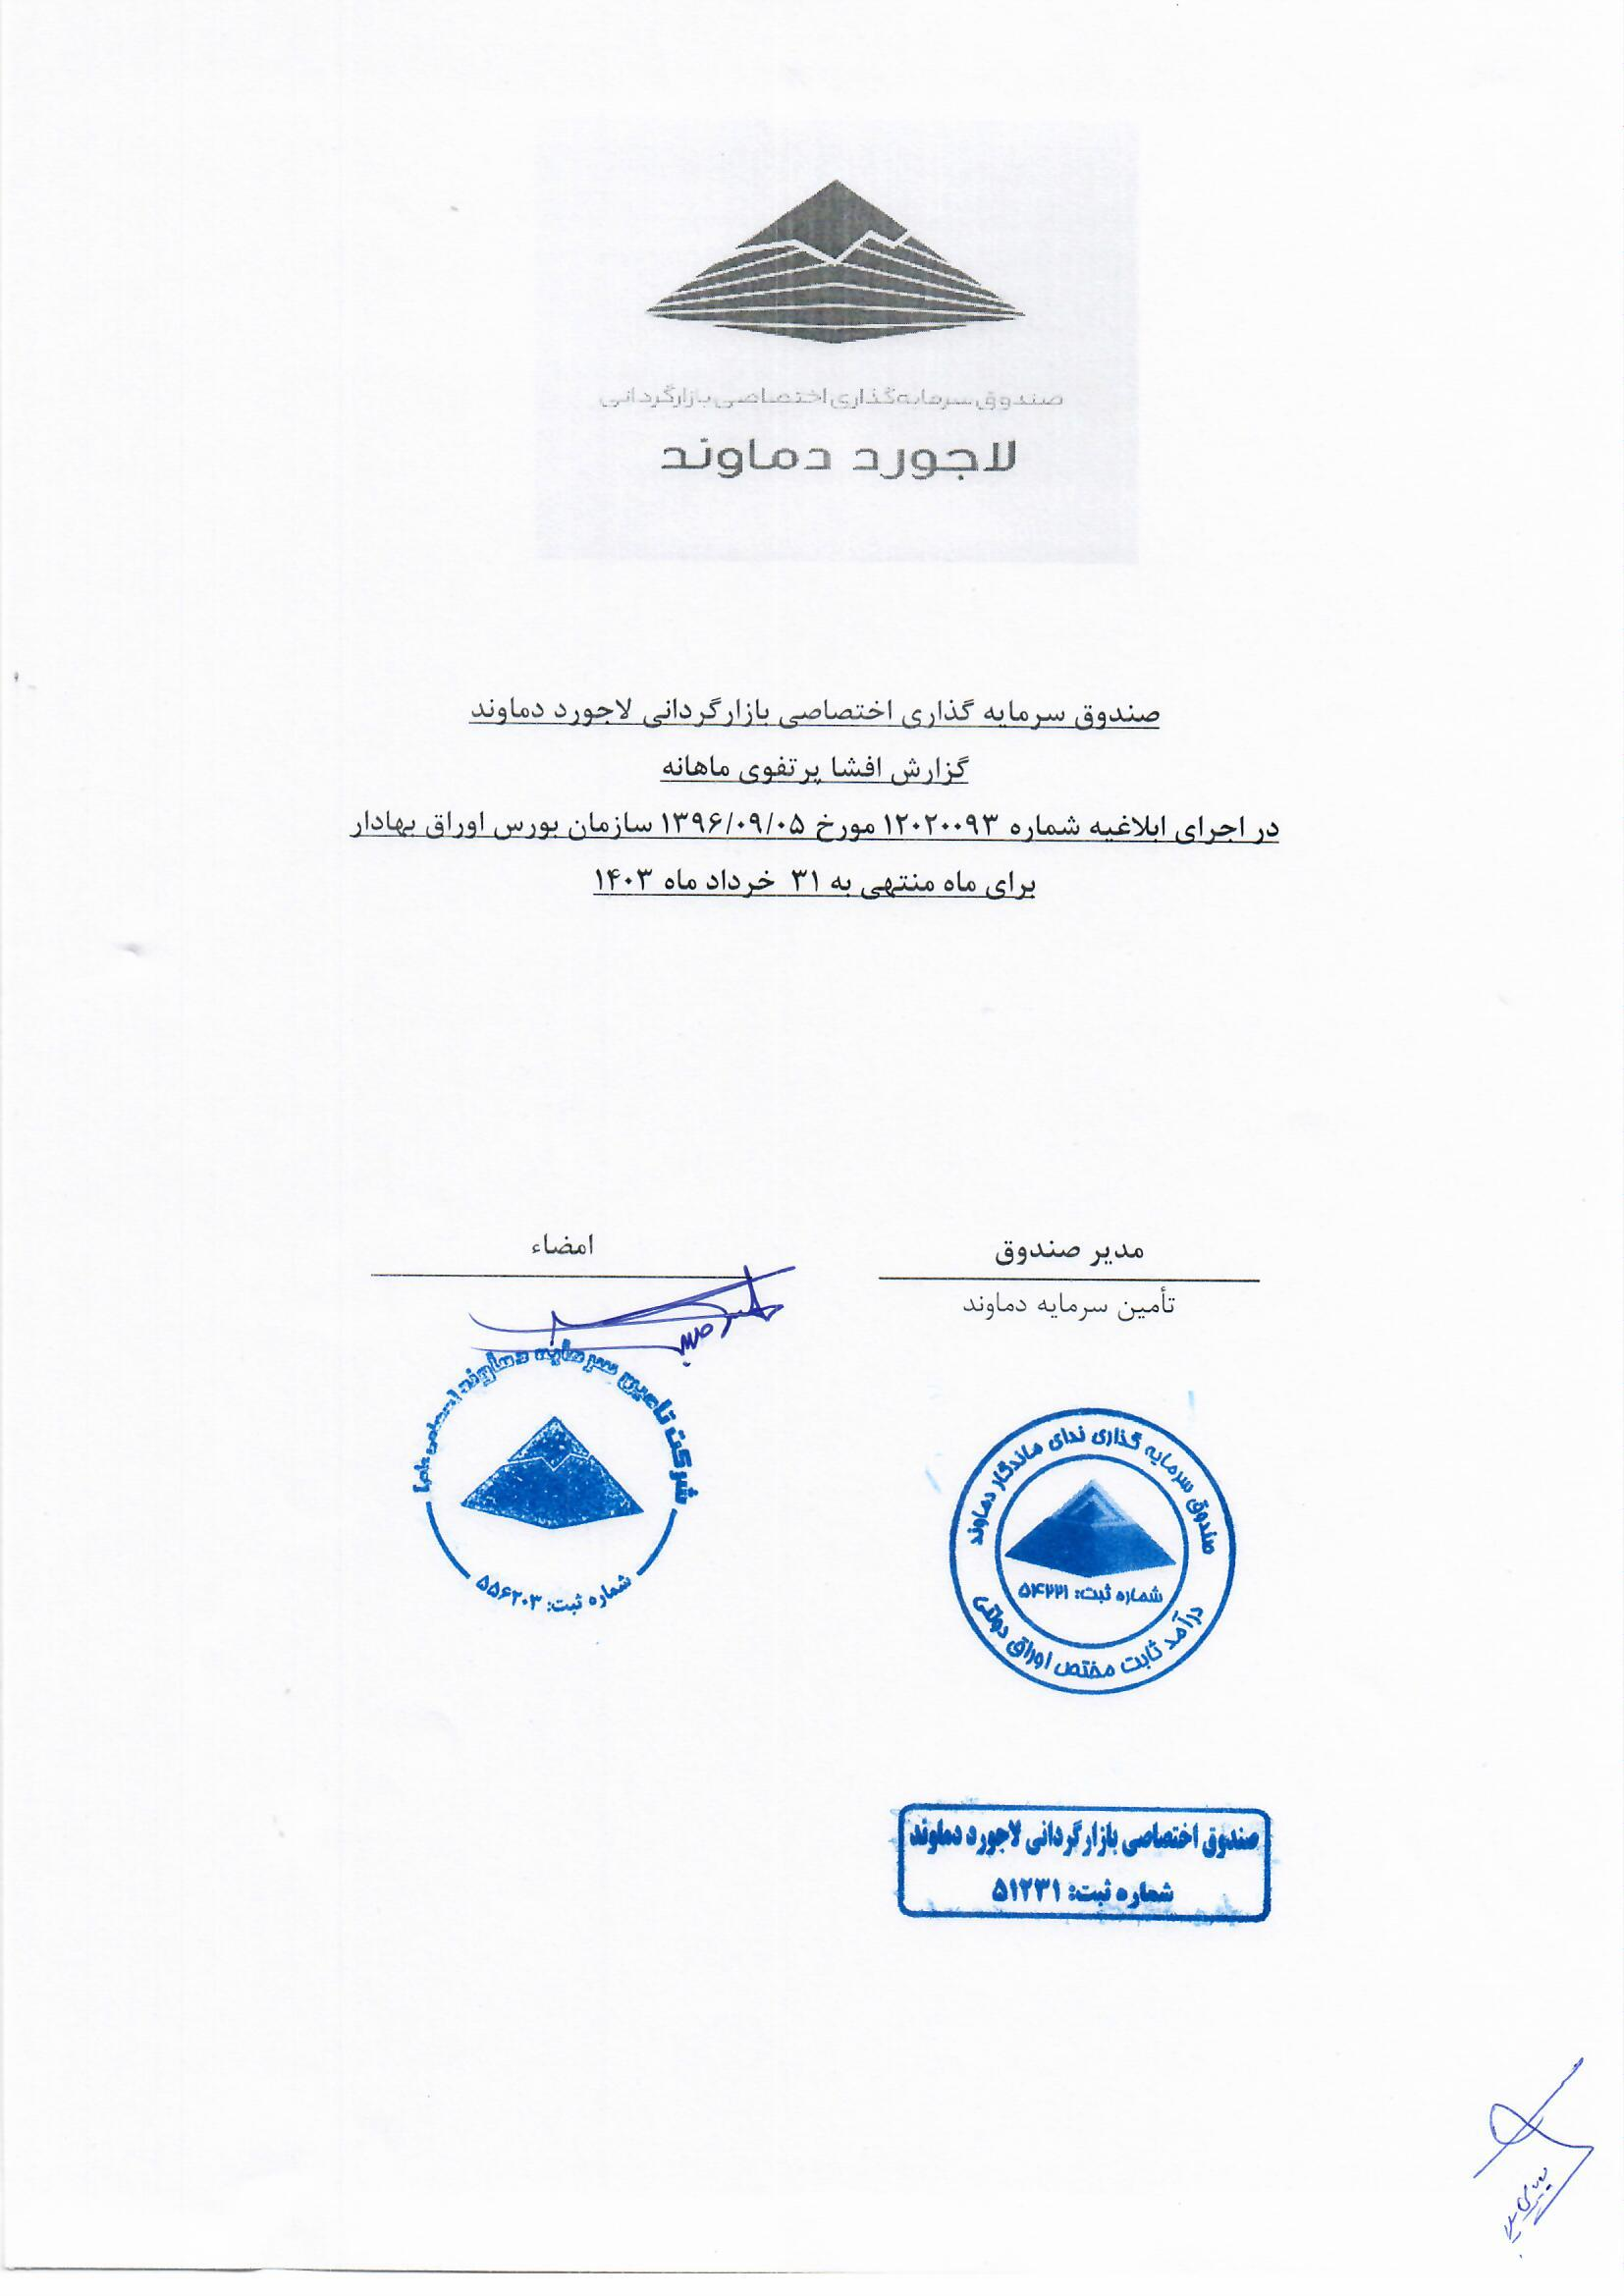 صندوق سرمایه‌گذاری اختصاصی بازارگردانی
لاجورد دماوند
صندوق سرمایه گذاری اختصاصی بازارگردانی لاجورد دماوند
گزارش افشا پرتفوی ماهانه
در اجرای ابلاغیه شماره ۱۲۰۲۰۰۹۳ مورخ ۱۳۹۶/۰۹/۰۵ سازمان بورس اوراق بهادار
برای ماه منتهی به ۳۱ خرداد ماه ۱۴۰۳
مدیر صندوق
امضاء
تأمین سرمایه دماوند
شرکت تامین سرمایه دماوند
شماره ثبت: ۵۵۶۲۰۳
صندوق سرمایه گذاری ندای ماندگار دماوند
شماره ثبت: ۵۴۲۲۱
درآمد ثابت مختص اوراق دولتی
صندوق اختصاصی بازارگردانی لاجورد دماوند
شماره ثبت: ۵۱۲۳۱